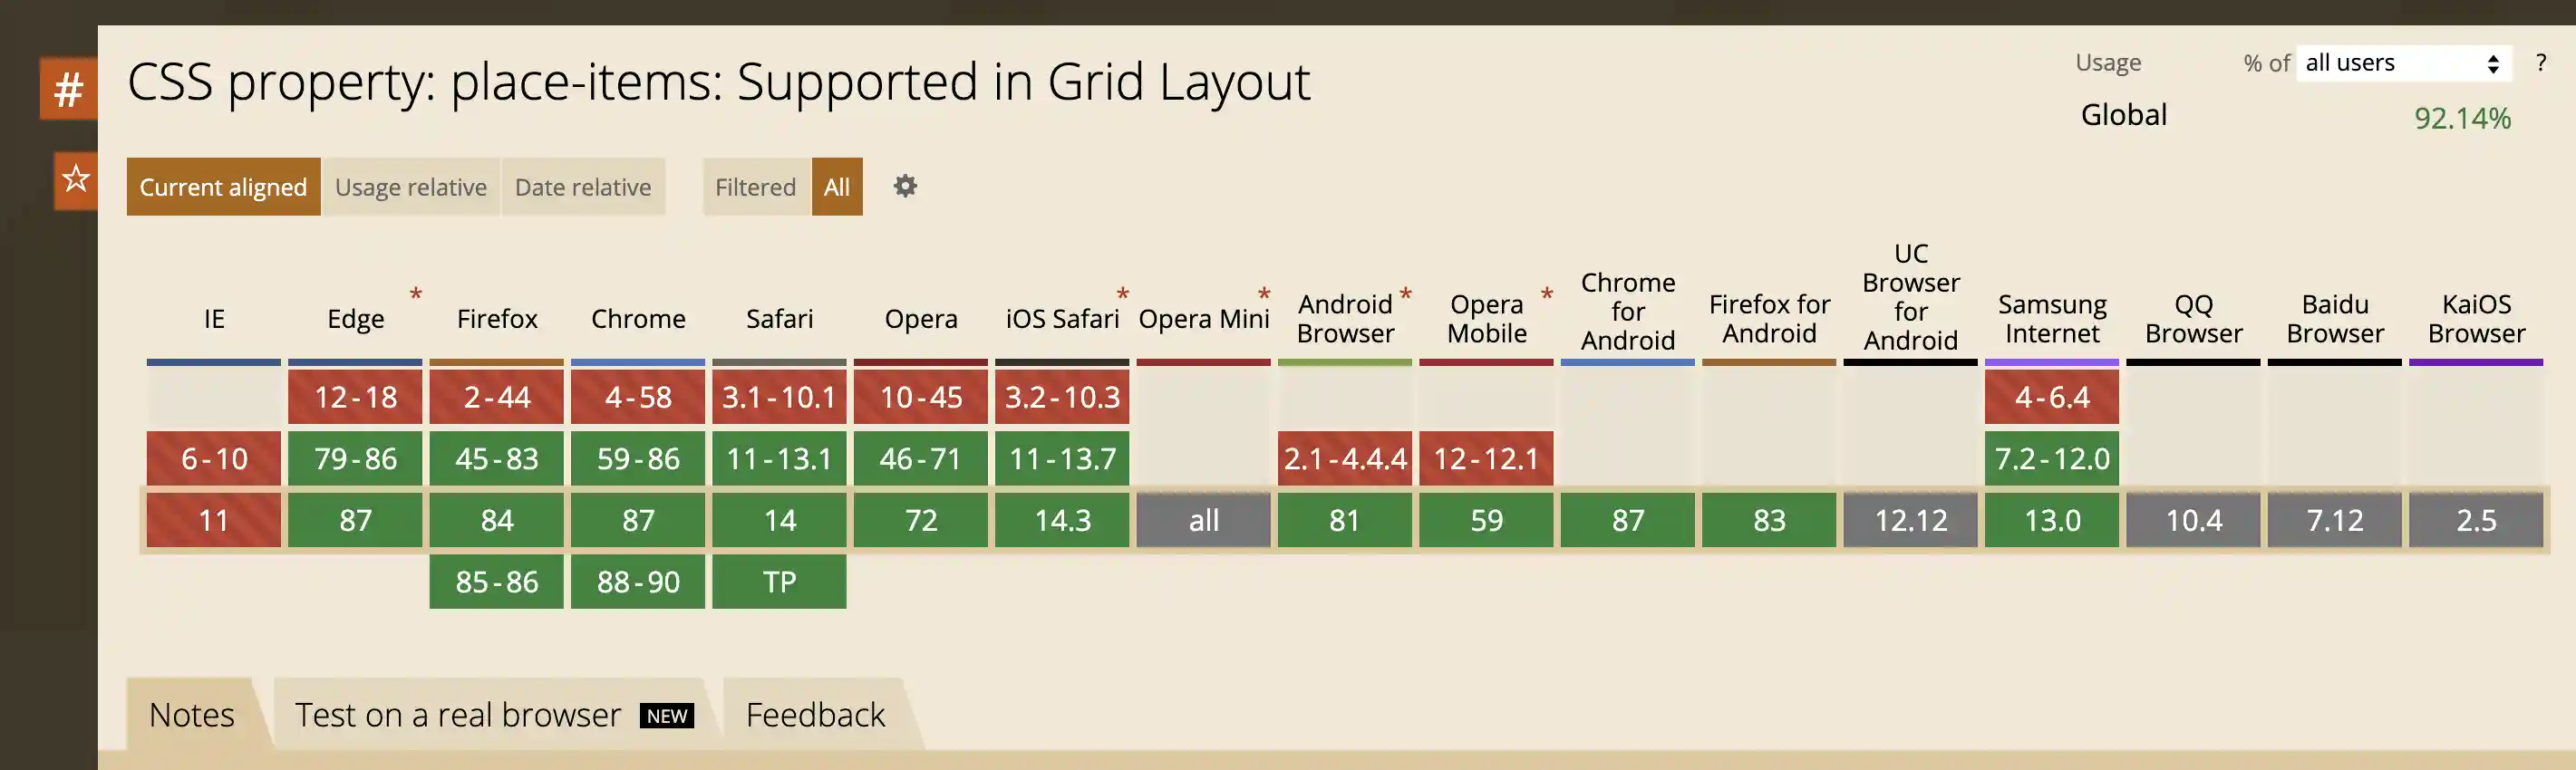 #
CSS property: place-items: Supported in Grid Layout
Usage % of all users ?
Global 92.14%
Current aligned Usage relative Date relative Filtered All
IE Edge * Firefox Chrome Safari Opera iOS Safari * Opera Mini * Android Browser * Opera Mobile * Chrome for Android Firefox for Android UC Browser for Android Samsung Internet QQ Browser Baidu Browser KaiOS Browser
12-18 2-44 4-58 3.1-10.1 10-45 3.2-10.3 4-6.4
6-10 79-86 45-83 59-86 11-13.1 46-71 11-13.7 2.1-4.4.4 12-12.1 7.2-12.0
11 87 84 87 14 72 14.3 all 81 59 87 83 12.12 13.0 10.4 7.12 2.5
85-86 88-90 TP
Notes Test on a real browser NEW Feedback